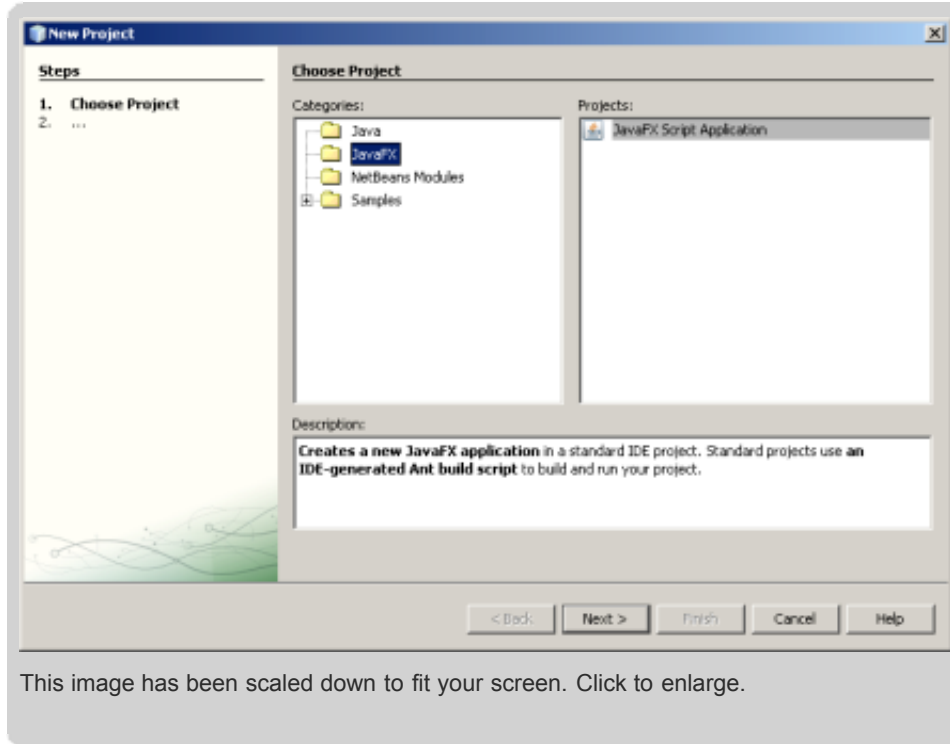 New Project
Steps
1. Choose Project
2. ...
Choose Project
Categories:
Java
JavaFX
NetBeans Modules
Samples
Projects:
JavaFX Script Application
Description:
Creates a new JavaFX application in a standard IDE project. Standard projects use an
IDE-generated Ant build script to build and run your project.
< Back
Next >
Finish
Cancel
Help
This image has been scaled down to fit your screen. Click to enlarge.